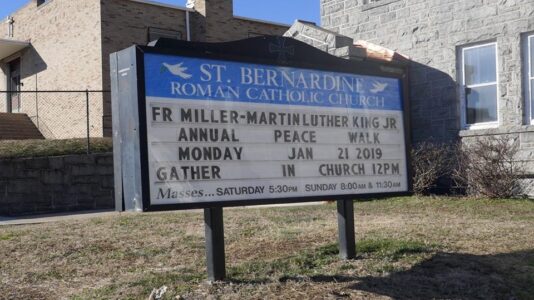 ST. BERNARDINE
ROMAN CATHOLIC CHURCH
FR MILLER-MARTIN LUTHER KING JR
ANNUAL PEACE WALK
MONDAY JAN 21 2019
GATHER IN CHURCH 12PM
Masses... SATURDAY 5:30PM SUNDAY 8:00AM & 11:30AM